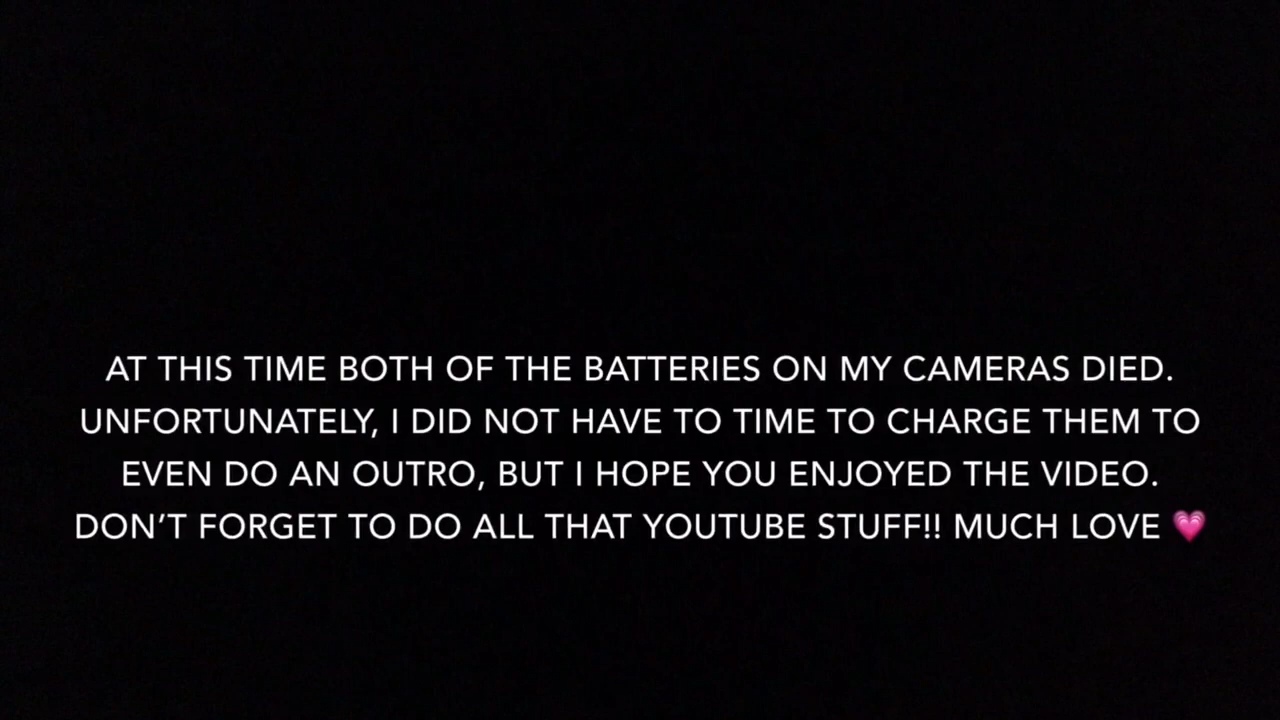 AT THIS TIME BOTH OF THE BATTERIES ON MY CAMERAS DIED.
UNFORTUNATELY, I DID NOT HAVE TO TIME TO CHARGE THEM TO
EVEN DO AN OUTRO, BUT I HOPE YOU ENJOYED THE VIDEO.
DON’T FORGET TO DO ALL THAT YOUTUBE STUFF!! MUCH LOVE 💗